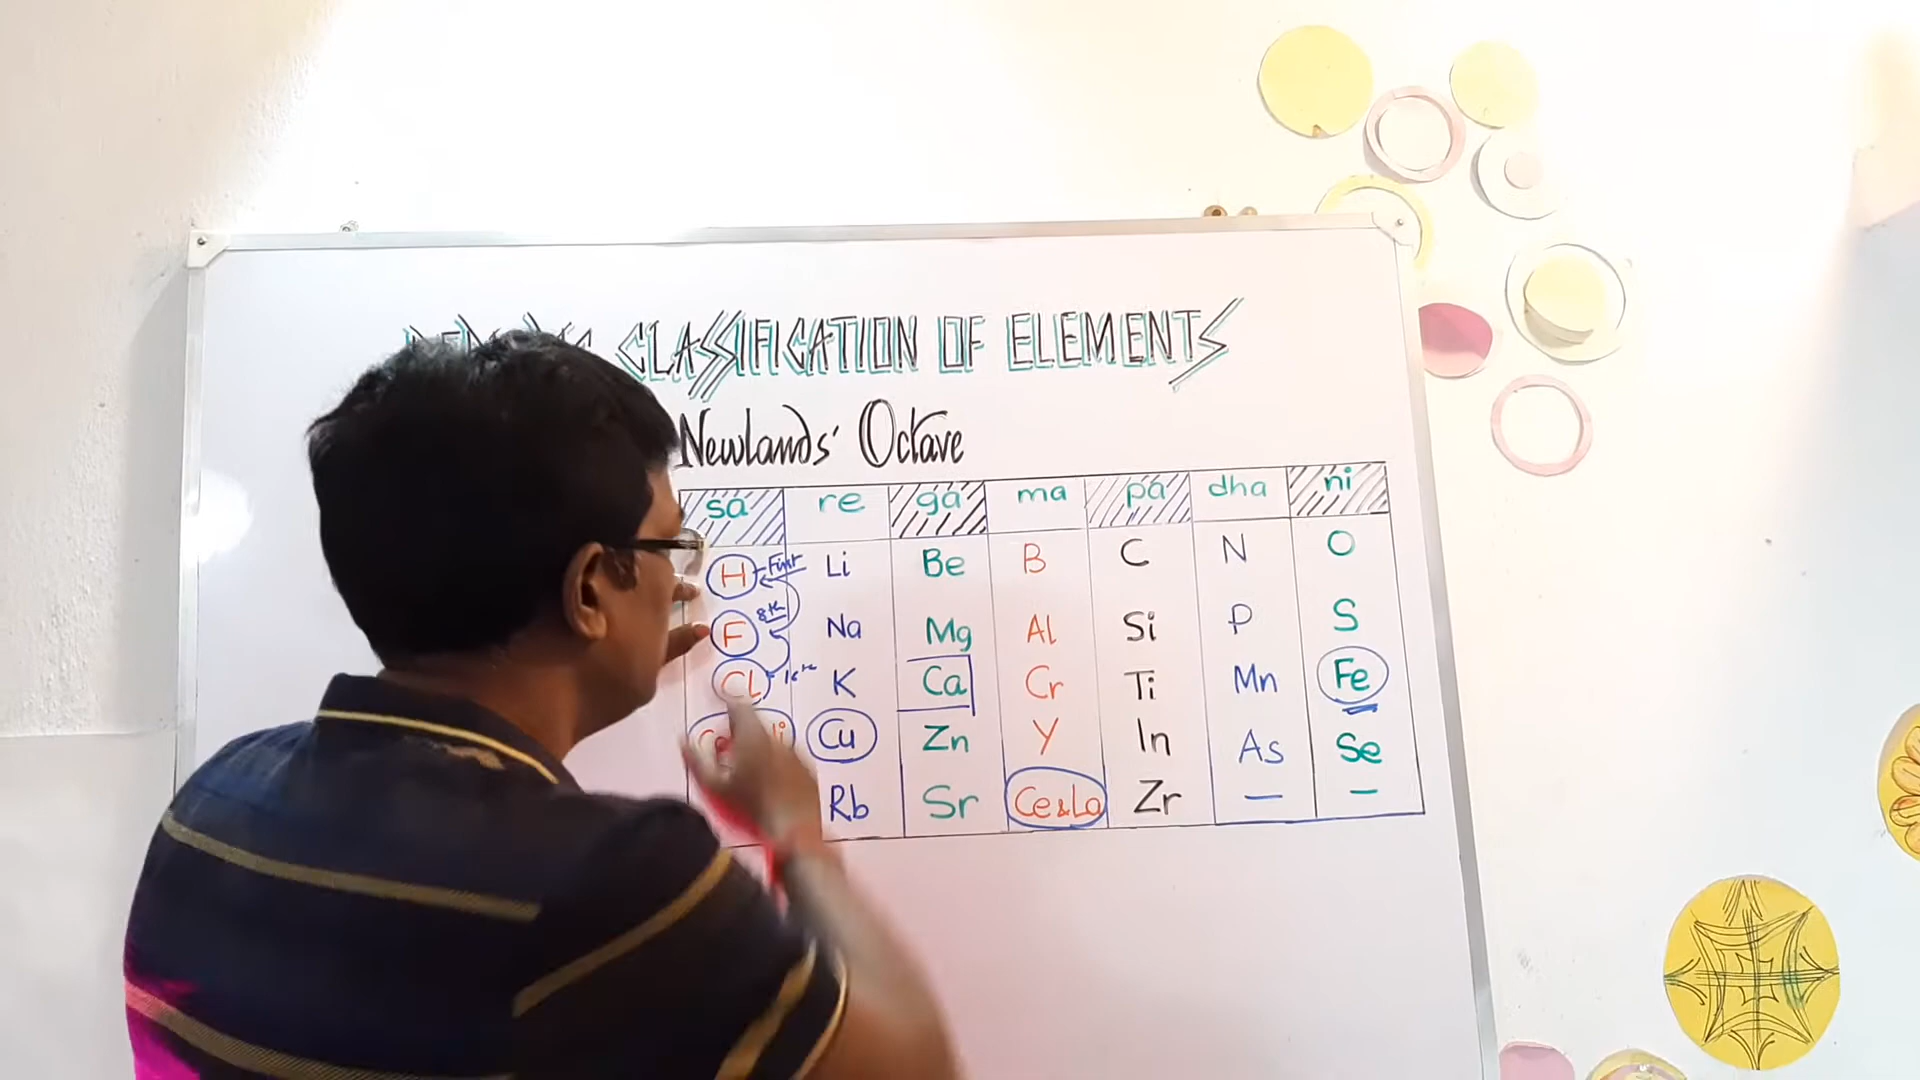 CLASSIFICATION OF ELEMENTS
Newlands' Octave
sa re ga ma pa dha ni
H First Li Be B C N O
8th
F Na Mg Al Si P S
CL K Ca Cr Ti Mn Fe
Cu Zn Y In As Se
Rb Sr Ce & La Zr — —